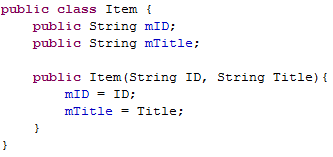 public class Item {
    public String mID;
    public String mTitle;

    public Item(String ID, String Title){
        mID = ID;
        mTitle = Title;
    }
}